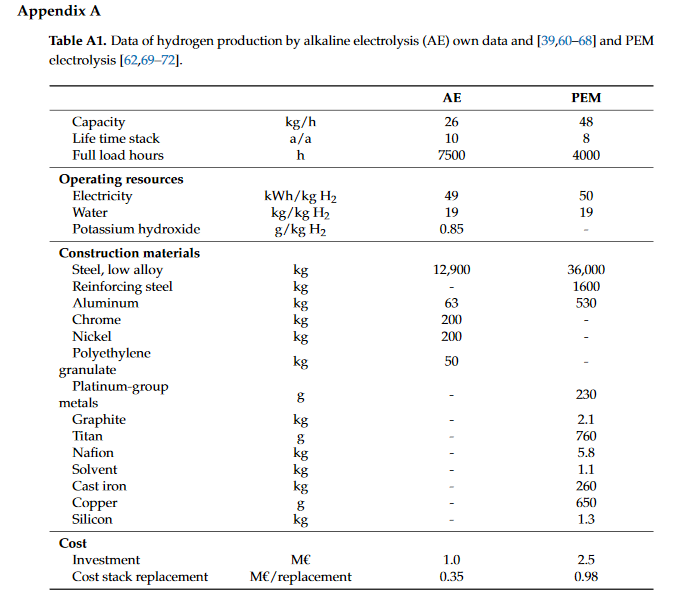 Appendix A
Table A1. Data of hydrogen production by alkaline electrolysis (AE) own data and [39,60–68] and PEM
electrolysis [62,69–72].
AE PEM
Capacity kg/h 26 48
Life time stack a/a 10 8
Full load hours h 7500 4000
Operating resources
Electricity kWh/kg H₂ 49 50
Water kg/kg H₂ 19 19
Potassium hydroxide g/kg H₂ 0.85 -
Construction materials
Steel, low alloy kg 12,900 36,000
Reinforcing steel kg - 1600
Aluminum kg 63 530
Chrome kg 200 -
Nickel kg 200 -
Polyethylene
granulate kg 50 -
Platinum-group
metals g - 230
Graphite kg - 2.1
Titan g - 760
Nafion kg - 5.8
Solvent kg - 1.1
Cast iron kg - 260
Copper g - 650
Silicon kg - 1.3
Cost
Investment M€ 1.0 2.5
Cost stack replacement M€/replacement 0.35 0.98